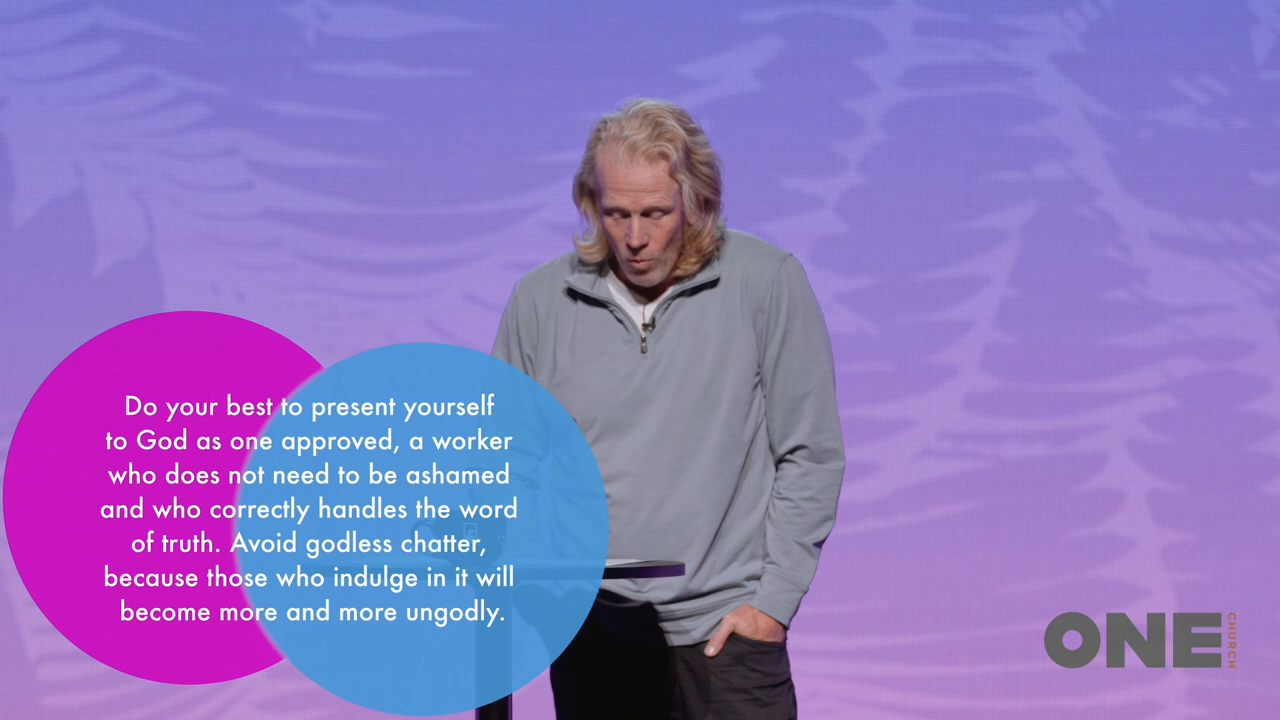 Do your best to present yourself
to God as one approved, a worker
who does not need to be ashamed
and who correctly handles the word
of truth. Avoid godless chatter,
because those who indulge in it will
become more and more ungodly.
ONE
CHURCH